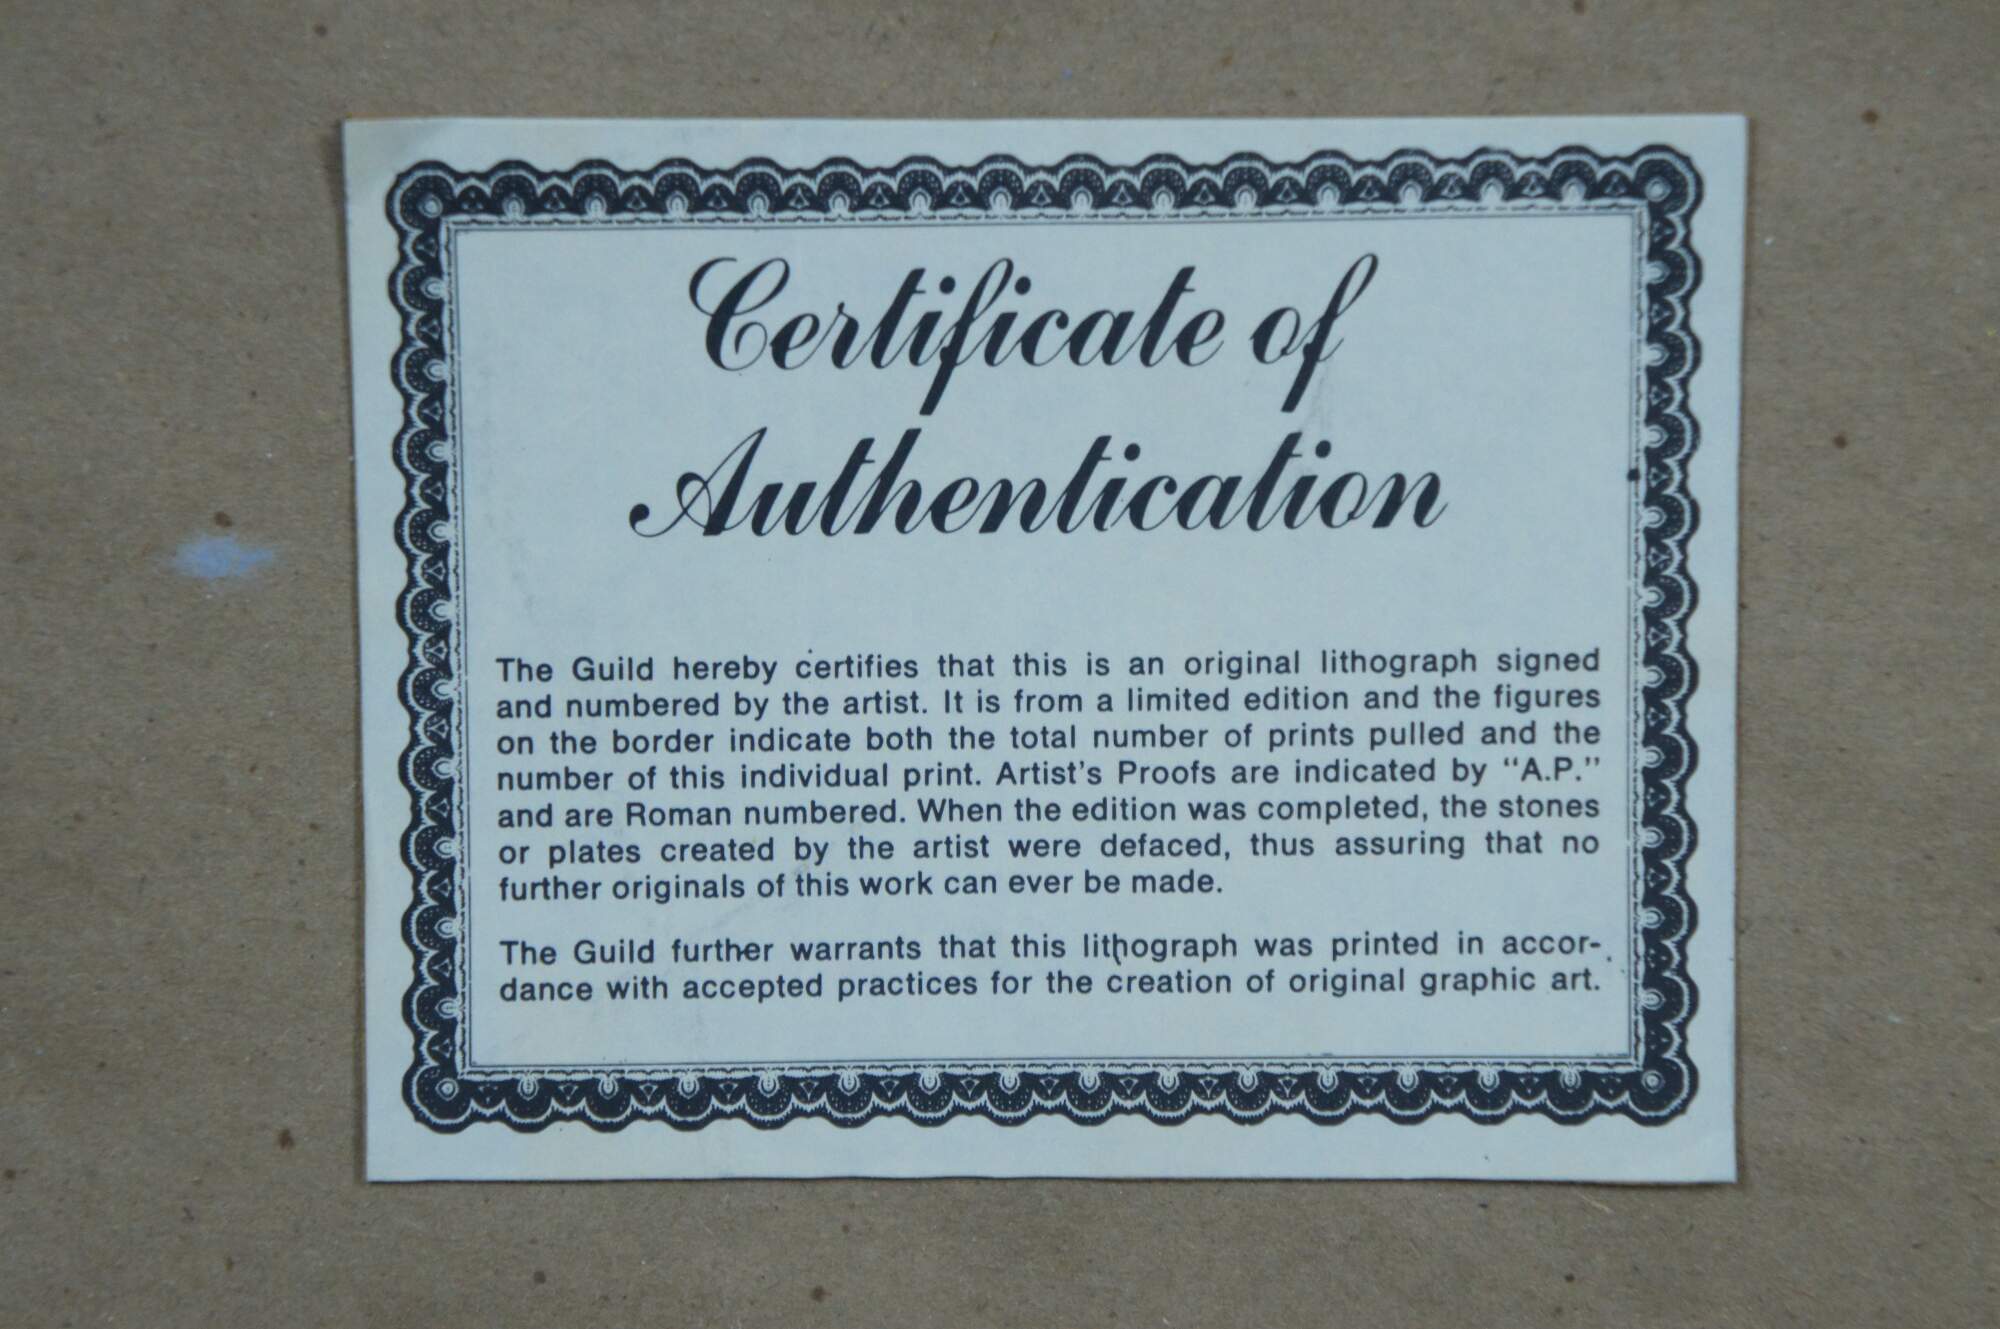 Certificate of
Authentication
The Guild hereby certifies that this is an original lithograph signed
and numbered by the artist. It is from a limited edition and the figures
on the border indicate both the total number of prints pulled and the
number of this individual print. Artist's Proofs are indicated by "A.P."
and are Roman numbered. When the edition was completed, the stones
or plates created by the artist were defaced, thus assuring that no
further originals of this work can ever be made.
The Guild further warrants that this lithograph was printed in accor-
dance with accepted practices for the creation of original graphic art.